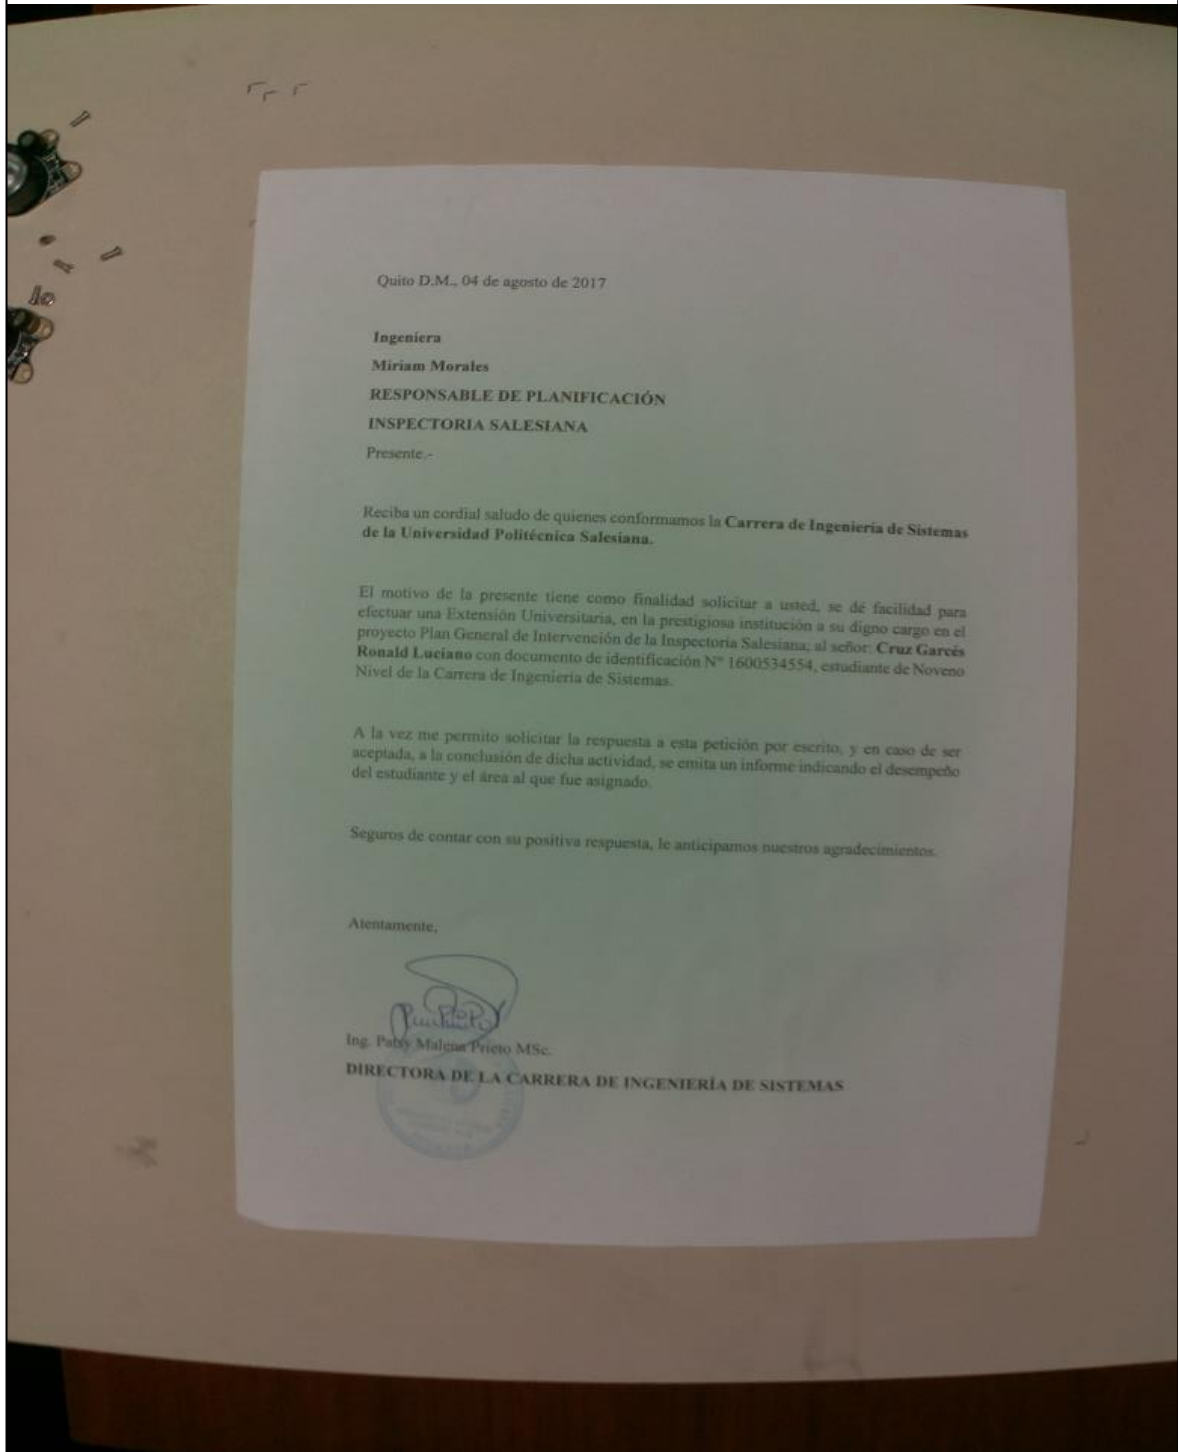 Quito D.M., 04 de agosto de 2017
Ingeniera
Miriam Morales
RESPONSABLE DE PLANIFICACIÓN
INSPECTORIA SALESIANA
Presente.-
Reciba un cordial saludo de quienes conformamos la Carrera de Ingeniería de Sistemas
de la Universidad Politécnica Salesiana.
El motivo de la presente tiene como finalidad solicitar a usted, se dé facilidad para
efectuar una Extensión Universitaria, en la prestigiosa institución a su digno cargo en el
proyecto Plan General de Intervención de la Inspectoria Salesiana; al señor: Cruz Garcés
Ronald Luciano con documento de identificación N° 1600534554, estudiante de Noveno
Nivel de la Carrera de Ingeniería de Sistemas.
A la vez me permito solicitar la respuesta a esta petición por escrito, y en caso de ser
aceptada, a la conclusión de dicha actividad, se emita un informe indicando el desempeño
del estudiante y el área al que fue asignado.
Seguros de contar con su positiva respuesta, le anticipamos nuestros agradecimientos.
Atentamente,
Ing. Patsy Malena Prieto MSc.
DIRECTORA DE LA CARRERA DE INGENIERÍA DE SISTEMAS